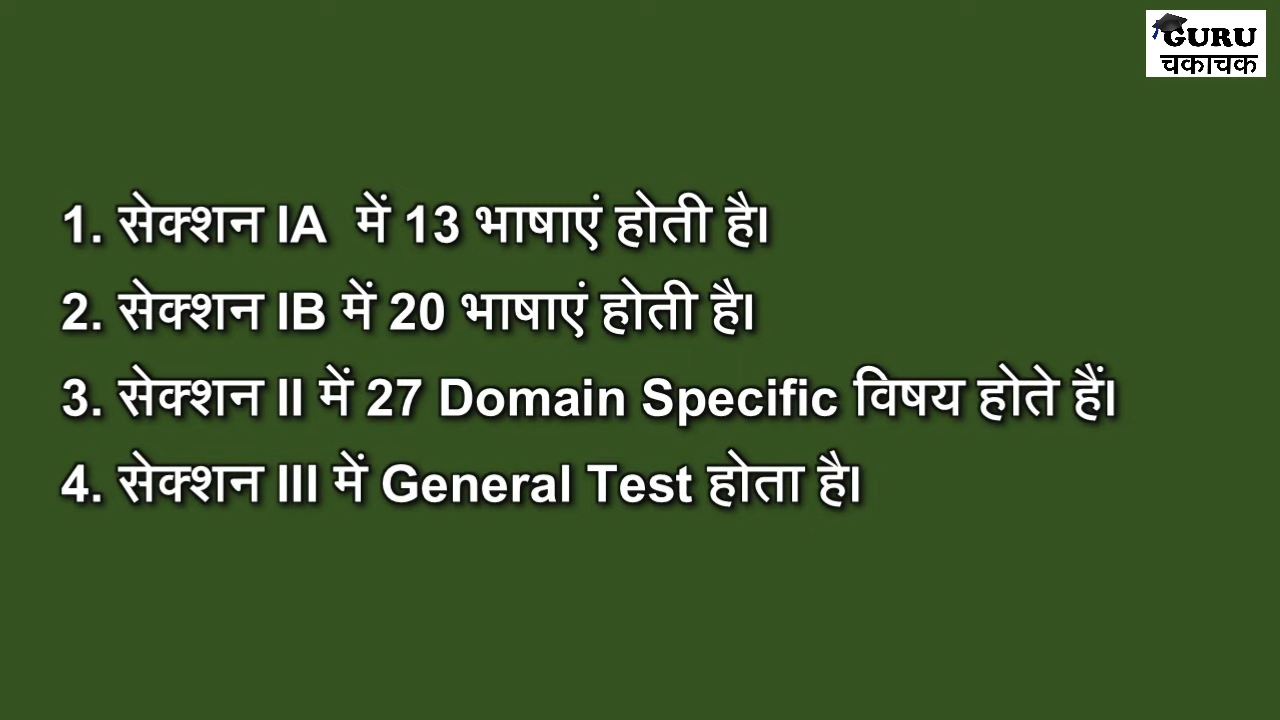 GURU
चकाचक
1. सेक्शन IA में 13 भाषाएं होती है।
2. सेक्शन IB में 20 भाषाएं होती है।
3. सेक्शन II में 27 Domain Specific विषय होते हैं।
4. सेक्शन III में General Test होता है।